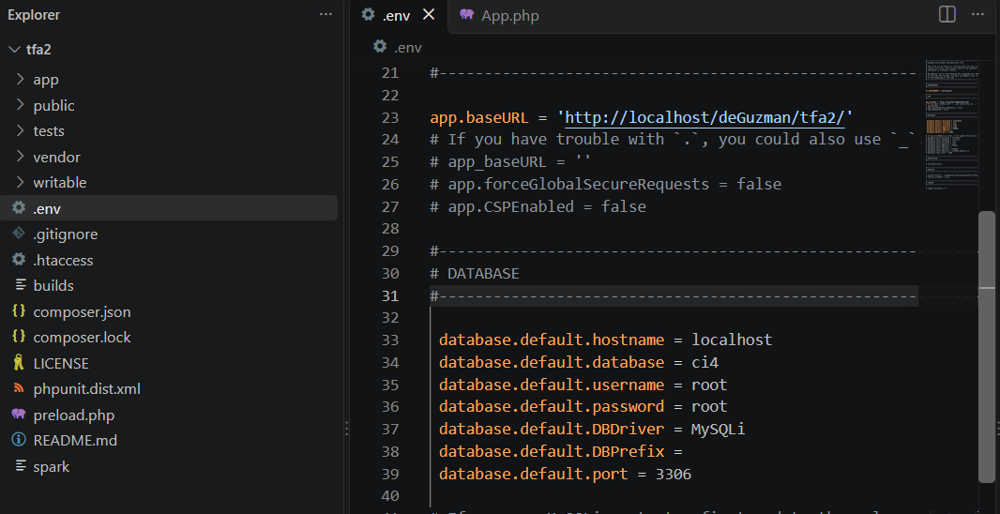 Explorer
tfa2
app
public
tests
vendor
writable
.env
.gitignore
.htaccess
builds
composer.json
composer.lock
LICENSE
phpunit.dist.xml
preload.php
README.md
spark
.env
App.php
.env
21 #-----------------------------------------------------
22
23 app.baseURL = 'http://localhost/deGuzman/tfa2/'
24 # If you have trouble with `.`, you could also use `_`.
25 # app_baseURL = ''
26 # app.forceGlobalSecureRequests = false
27 # app.CSPEnabled = false
28
29 #-----------------------------------------------------
30 # DATABASE
31 #-----------------------------------------------------
32
33 database.default.hostname = localhost
34 database.default.database = ci4
35 database.default.username = root
36 database.default.password = root
37 database.default.DBDriver = MySQLi
38 database.default.DBPrefix =
39 database.default.port = 3306
40